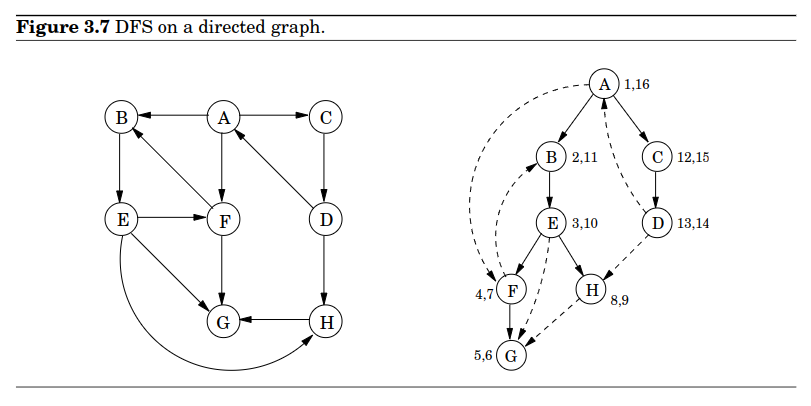 Figure 3.7 DFS on a directed graph.
A 1,16
B A C
B 2,11 C 12,15
E F D
E 3,10 D 13,14
4,7 F H 8,9
G H
5,6 G